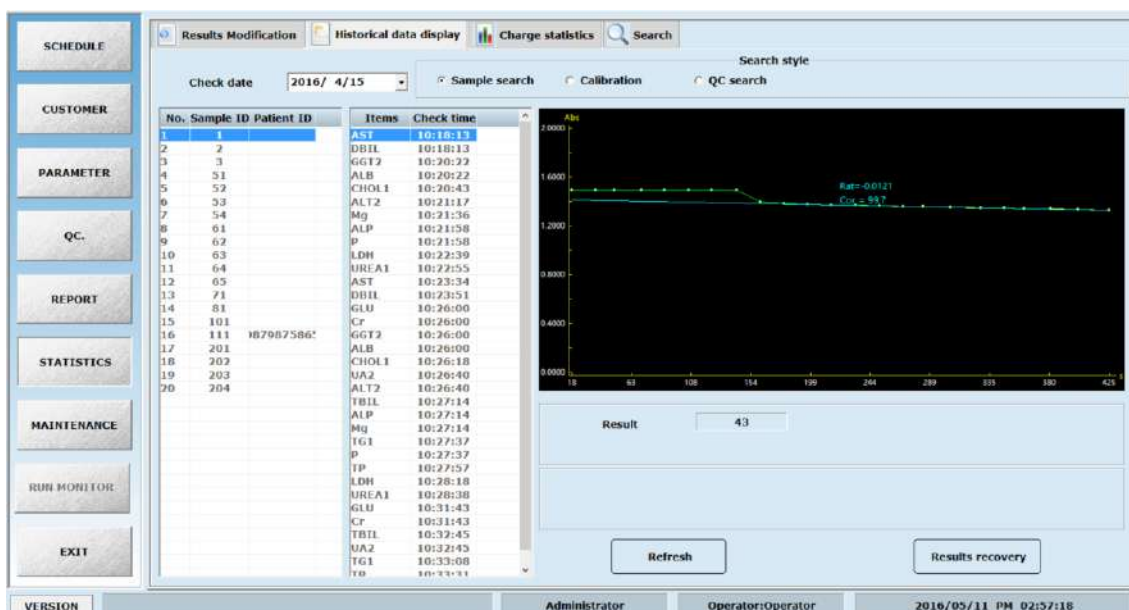 SCHEDULE
CUSTOMER
PARAMETER
QC.
REPORT
STATISTICS
MAINTENANCE
RUN MONITOR
EXIT
VERSION
Results Modification Historical data display Charge statistics Search
Check date 2016/ 4/15
Search style
Sample search Calibration QC search
No. Sample ID Patient ID
1 1
2 2
3 3
4 51
5 52
6 53
7 54
8 61
9 62
10 63
11 64
12 65
13 71
14 81
15 101
16 111
17 201
18 202
19 203
20 204
Items Check time
AST 10:18:13
DBIL 10:18:13
GGT2 10:20:22
ALB 10:20:22
CHOL1 10:20:43
ALT2 10:21:17
Mg 10:21:36
ALP 10:21:58
P 10:21:58
LDH 10:22:39
UREA1 10:22:55
AST 10:23:34
DBIL 10:23:51
GLU 10:26:00
Cr 10:26:00
GGT2 10:26:00
ALB 10:26:00
CHOL1 10:26:18
UA2 10:26:40
ALT2 10:26:40
TBIL 10:27:14
ALP 10:27:14
Mg 10:27:14
TG1 10:27:37
P 10:27:37
TP 10:27:57
LDH 10:28:18
UREA1 10:28:38
GLU 10:31:43
Cr 10:31:43
TBIL 10:32:45
UA2 10:32:45
TG1 10:33:08
TP 10:33:31
Abs
2.0000
1.6000
1.2000
0.8000
0.4000
0.0000
Rat=-0.0121
Cor = 99.7
18 63 108 154 199 244 289 335 380 425
Result 43
Refresh Results recovery
Administrator Operator:Operator 2016/05/11 PM 02:57:18